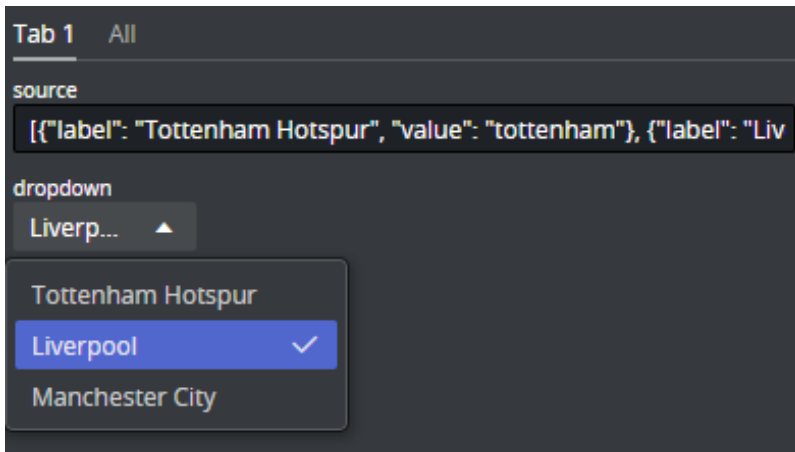 Tab 1 All
source
[{"label": "Tottenham Hotspur", "value": "tottenham"}, {"label": "Liv
dropdown
Liverp...
Tottenham Hotspur
Liverpool
Manchester City